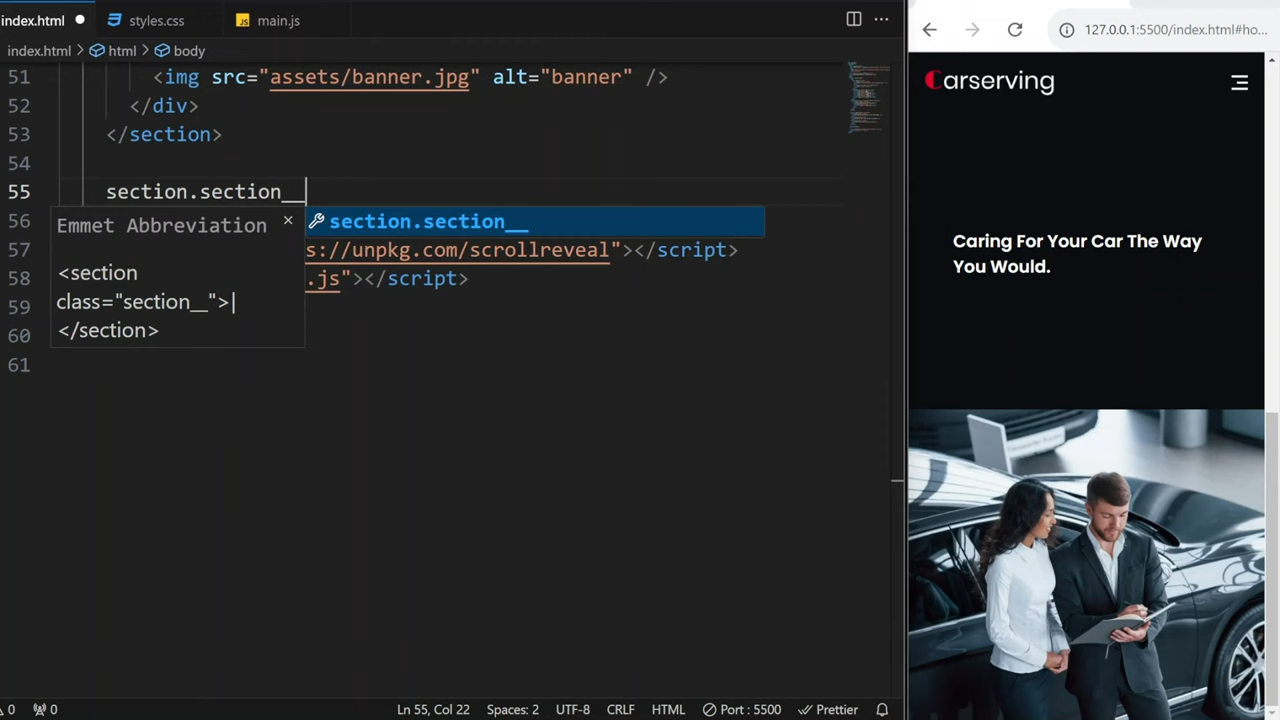 index.html
styles.css
JS main.js
index.html > html > body
51 <img src="assets/banner.jpg" alt="banner" />
52 </div>
53 </section>
54
55 section.section__
56
57 s://unpkg.com/scrollreveal"></script>
58 .js"></script>
59
60
61
Emmet Abbreviation
<section
class="section__">|
</section>
section.section__
0
0
Ln 55, Col 22
Spaces: 2
UTF-8
CRLF
HTML
Port : 5500
Prettier
127.0.0.1:5500/index.html#ho...
Carserving
Caring For Your Car The Way
You Would.